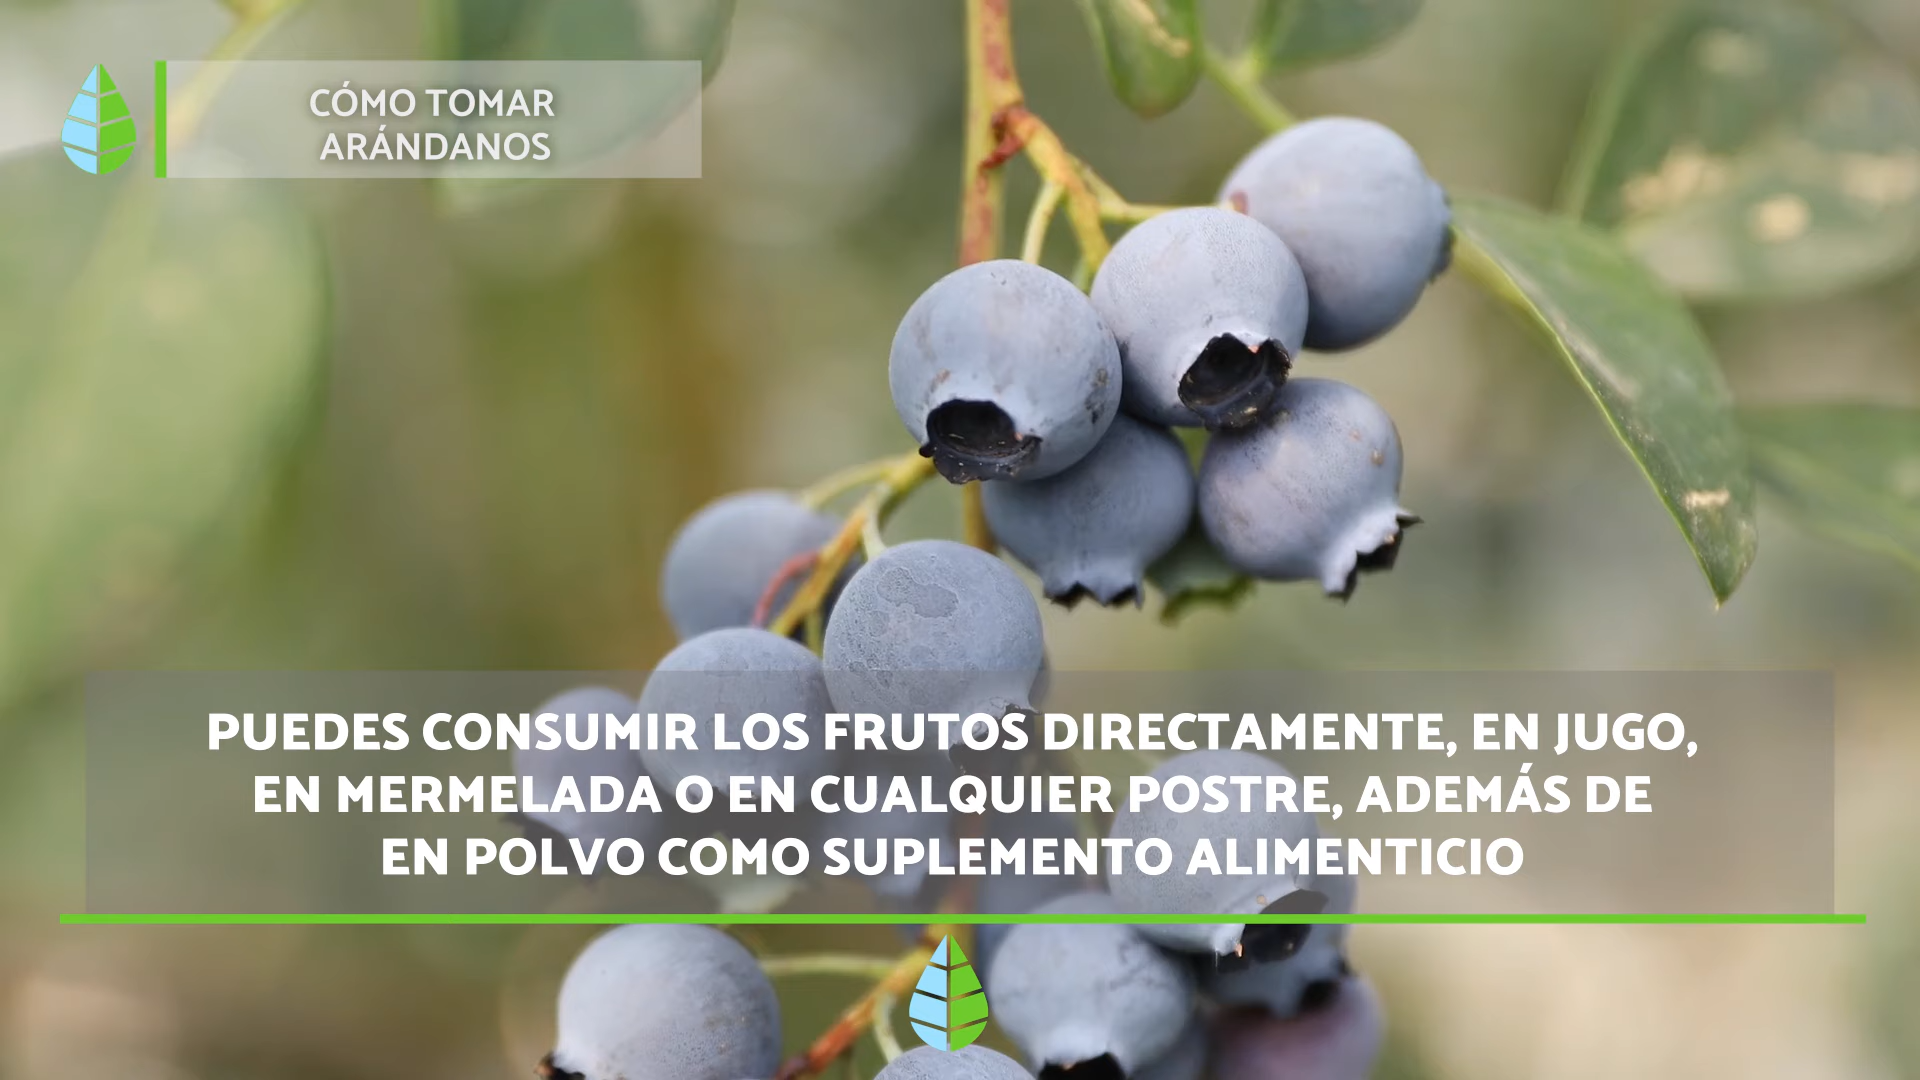 CÓMO TOMAR
ARÁNDANOS
PUEDES CONSUMIR LOS FRUTOS DIRECTAMENTE, EN JUGO,
EN MERMELADA O EN CUALQUIER POSTRE, ADEMÁS DE
EN POLVO COMO SUPLEMENTO ALIMENTICIO